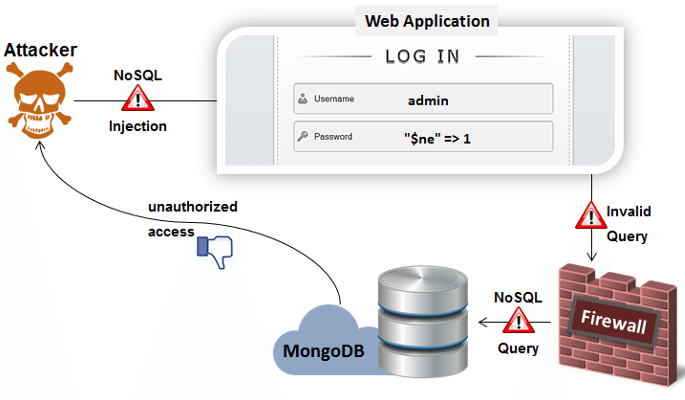 Web Application
Attacker
LOG IN
NoSQL
Injection
Username
admin
Password
"$ne" => 1
unauthorized
access
Invalid
Query
NoSQL
Query
Firewall
MongoDB